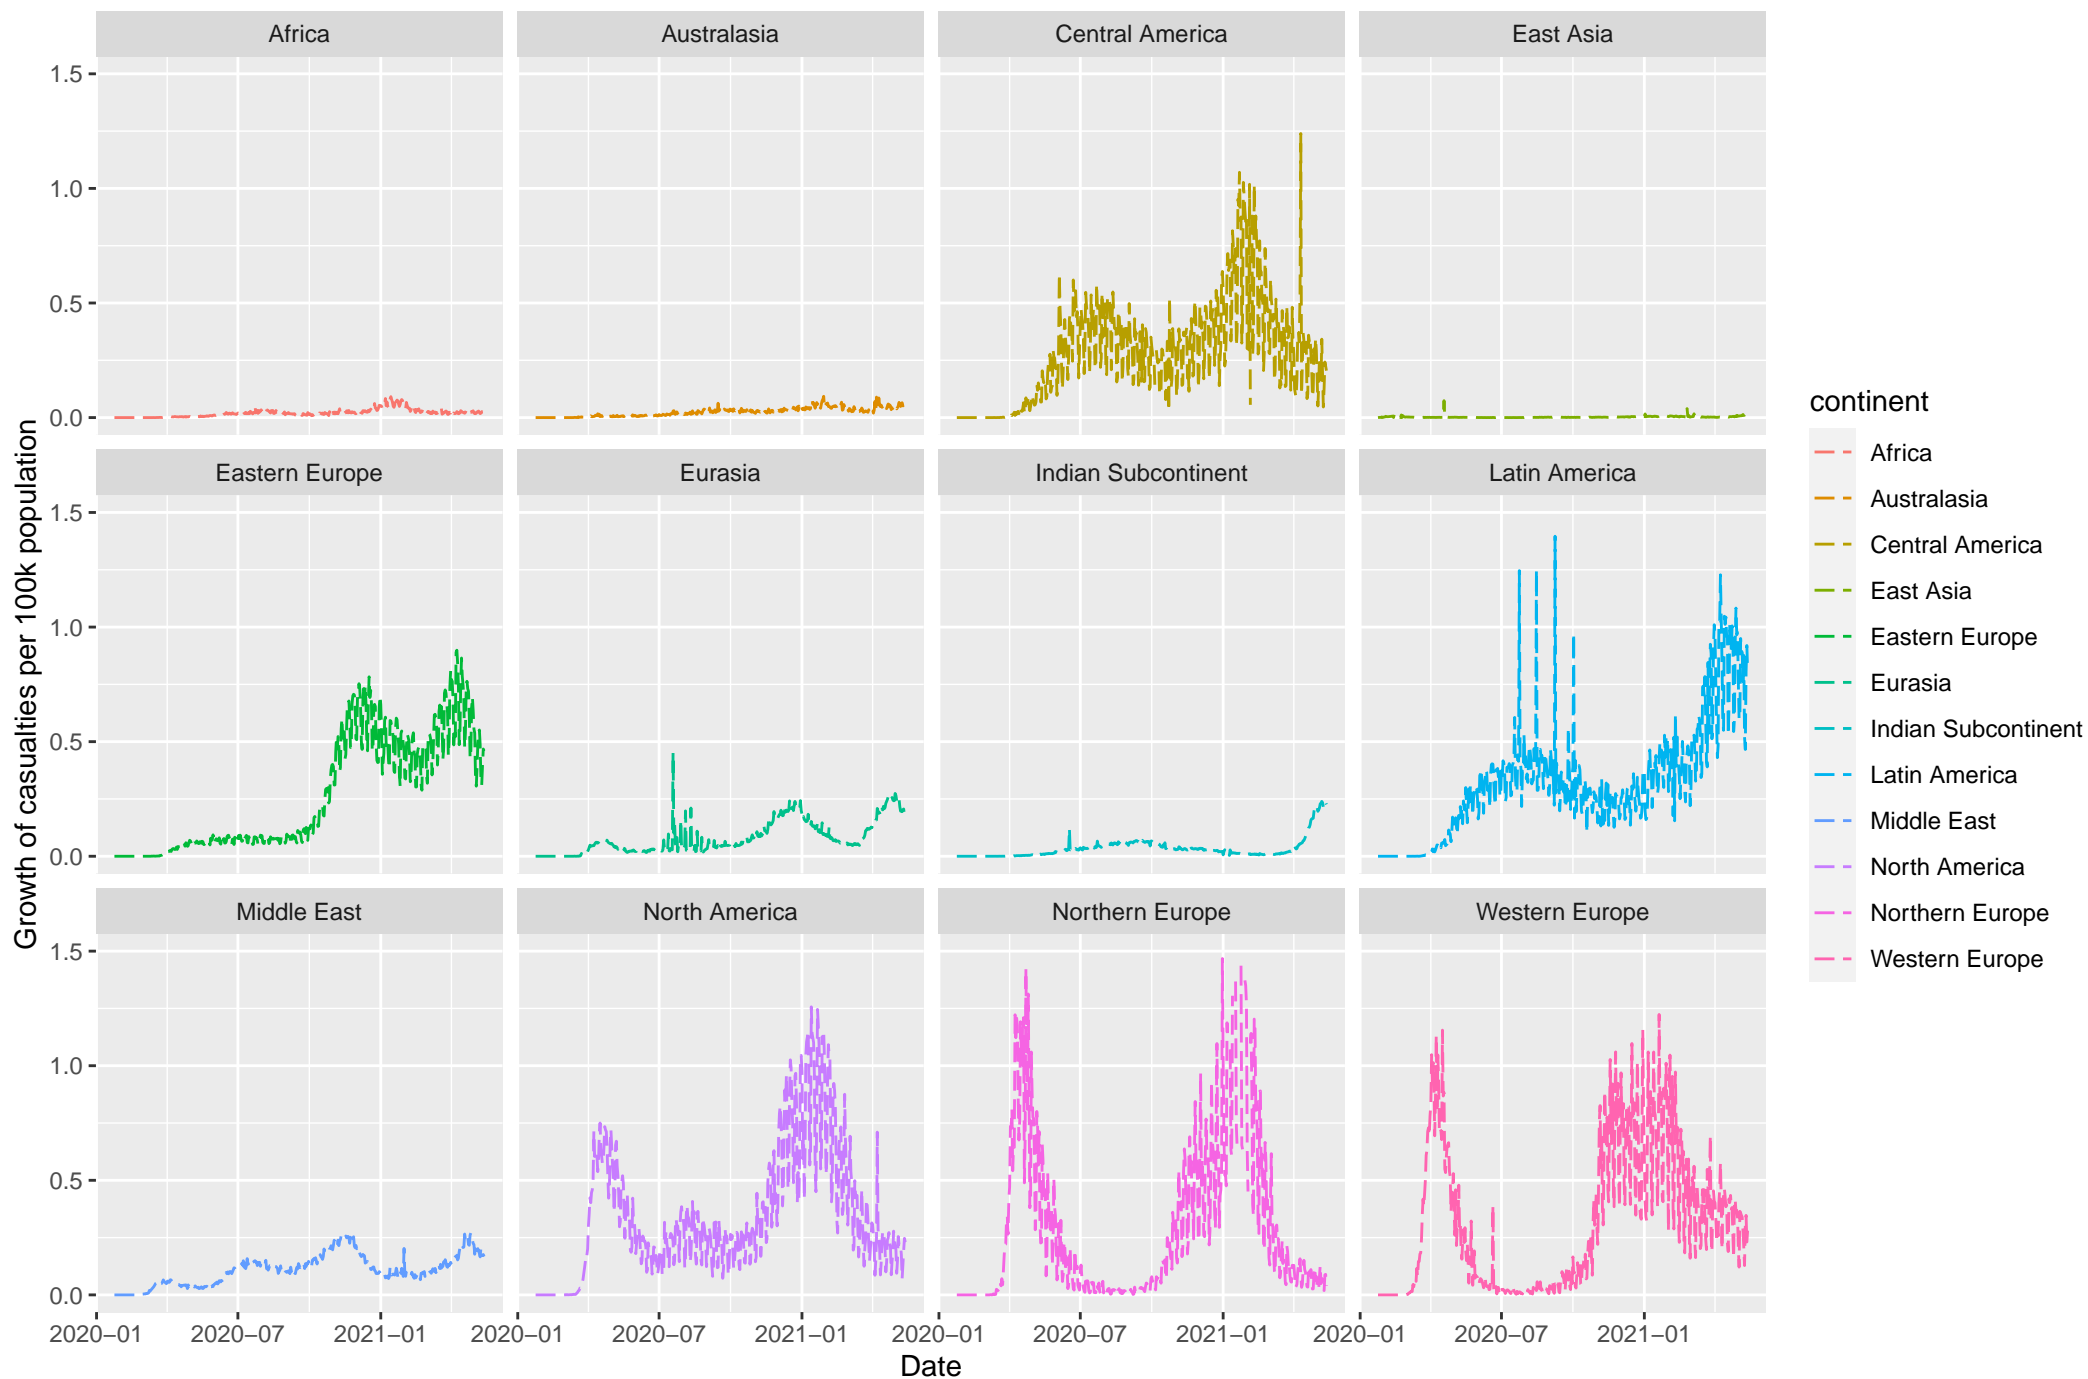 Africa
Australasia
Central America
East Asia
1.5
1.0
0.5
0.0
Eastern Europe
Eurasia
Indian Subcontinent
Latin America
1.5
1.0
0.5
0.0
Middle East
North America
Northern Europe
Western Europe
1.5
1.0
0.5
0.0
2020−01
2020−07
2021−01
2020−01
2020−07
2021−01
2020−01
2020−07
2021−01
2020−01
2020−07
2021−01
Date
Growth of casualties per 100k population
continent
Africa
Australasia
Central America
East Asia
Eastern Europe
Eurasia
Indian Subcontinent
Latin America
Middle East
North America
Northern Europe
Western Europe